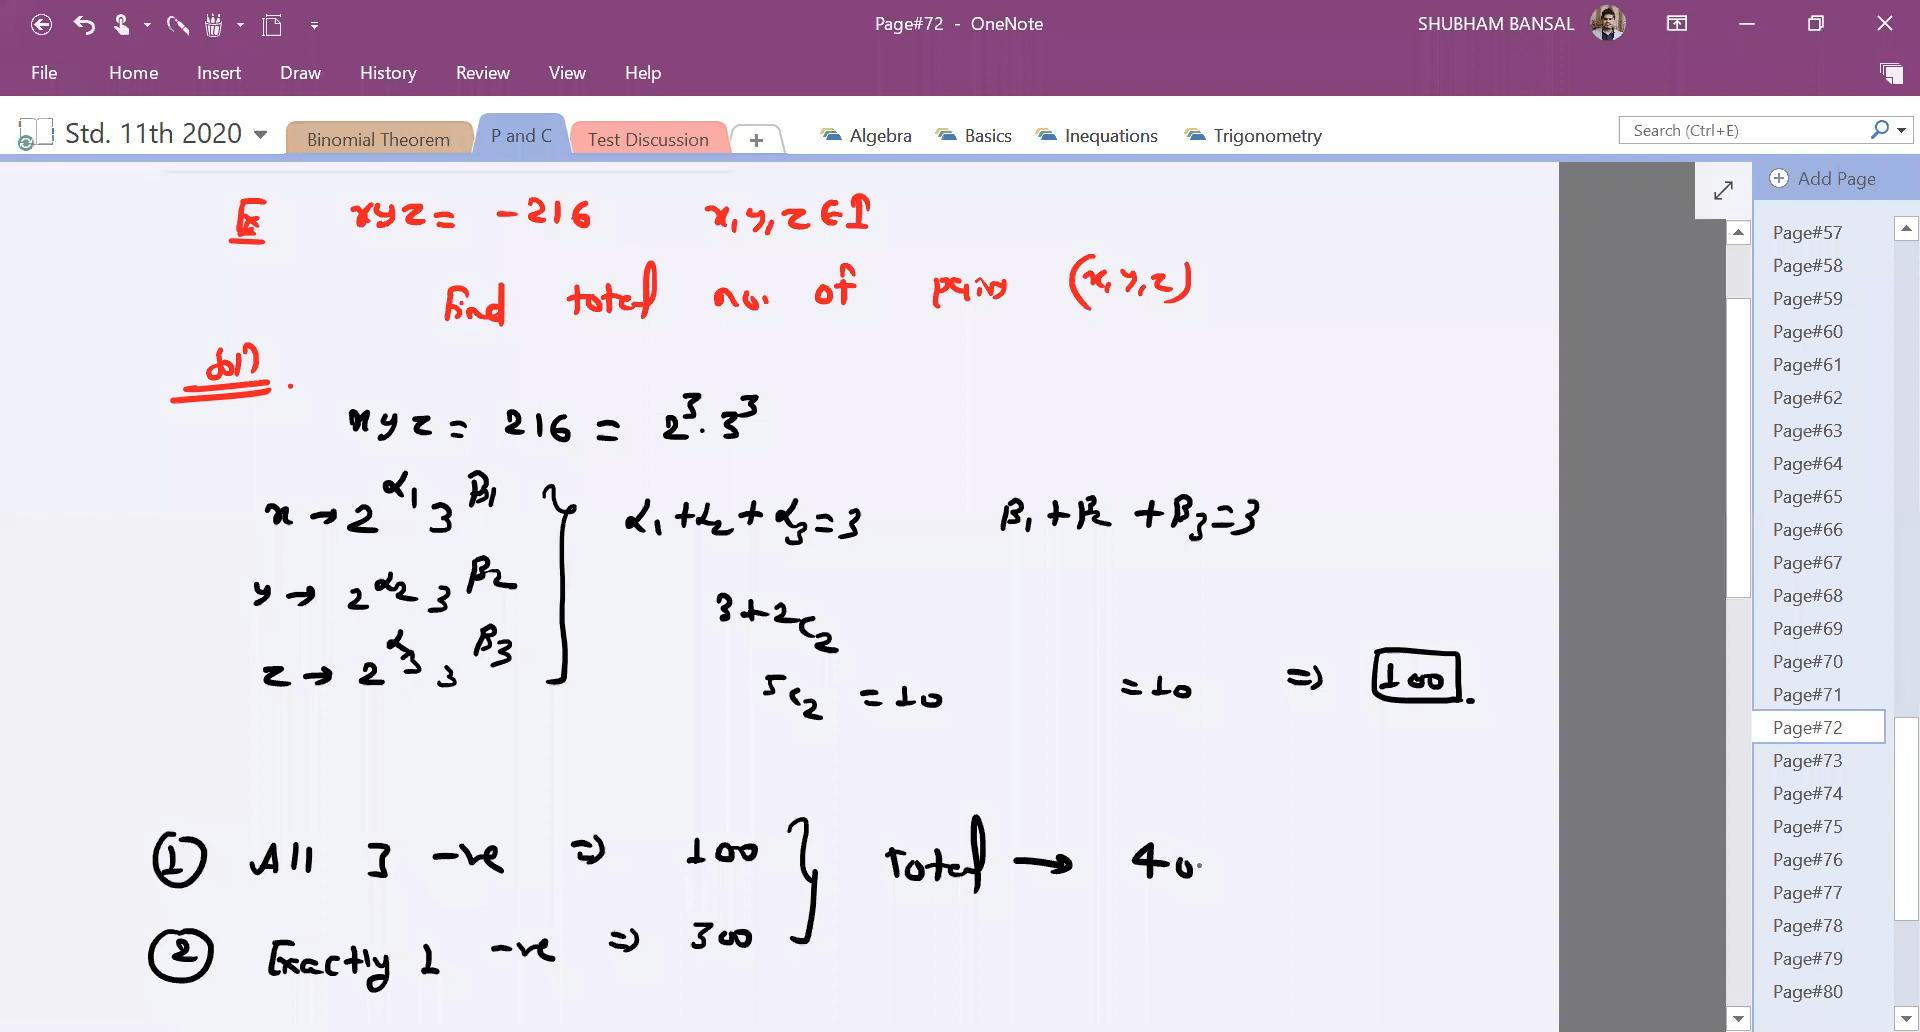 Page#72 - OneNote
SHUBHAM BANSAL
File Home Insert Draw History Review View Help
Std. 11th 2020
Binomial Theorem
P and C
Test Discussion
+
Algebra
Basics
Inequations
Trigonometry
Search (Ctrl+E)
Add Page
Page#57
Page#58
Page#59
Page#60
Page#61
Page#62
Page#63
Page#64
Page#65
Page#66
Page#67
Page#68
Page#69
Page#70
Page#71
Page#72
Page#73
Page#74
Page#75
Page#76
Page#77
Page#78
Page#79
Page#80
Ex xyz = -216 x,y,z ∈ I
Find total no. of pairs (x,y,z)
Soln.
xyz = 216 = 2³·3³
x → 2^α1 3^β1
y → 2^α2 3^β2
z → 2^α3 3^β3
α1+α2+α3=3 β1+β2+β3=3
3+2C2
5C2 = 10 = 10 ⇒ 100.
① All 3 -ve ⇒ 100
② Exactly 1 -ve ⇒ 300
Total → 40